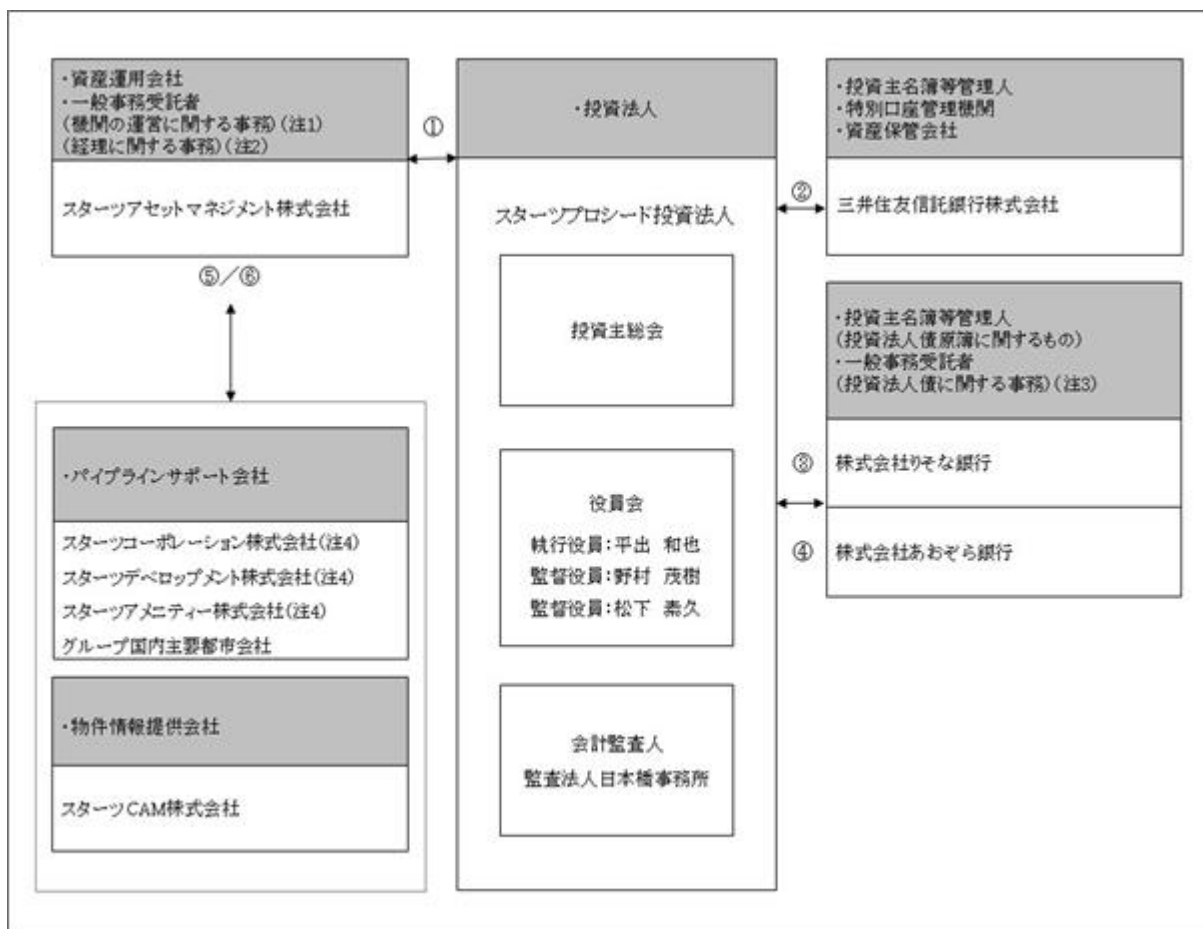 ・資産運用会社
・一般事務受託者
(機関の運営に関する事務)(注1)
(経理に関する事務)(注2)
スターツアセットマネジメント株式会社
①
⑤／⑥
・パイプラインサポート会社
スターツコーポレーション株式会社(注4)
スターツデベロップメント株式会社(注4)
スターツアメニティー株式会社(注4)
グループ国内主要都市会社
・物件情報提供会社
スターツCAM株式会社
・投資法人
スターツプロシード投資法人
投資主総会
役員会
執行役員：平出 和也
監督役員：野村 茂樹
監督役員：松下 素久
会計監査人
監査法人日本橋事務所
・投資主名簿等管理人
・特別口座管理機関
・資産保管会社
②
三井住友信託銀行株式会社
・投資主名簿等管理人
(投資法人債原簿に関するもの)
・一般事務受託者
(投資法人債に関する事務)(注3)
③
株式会社りそな銀行
④
株式会社あおぞら銀行